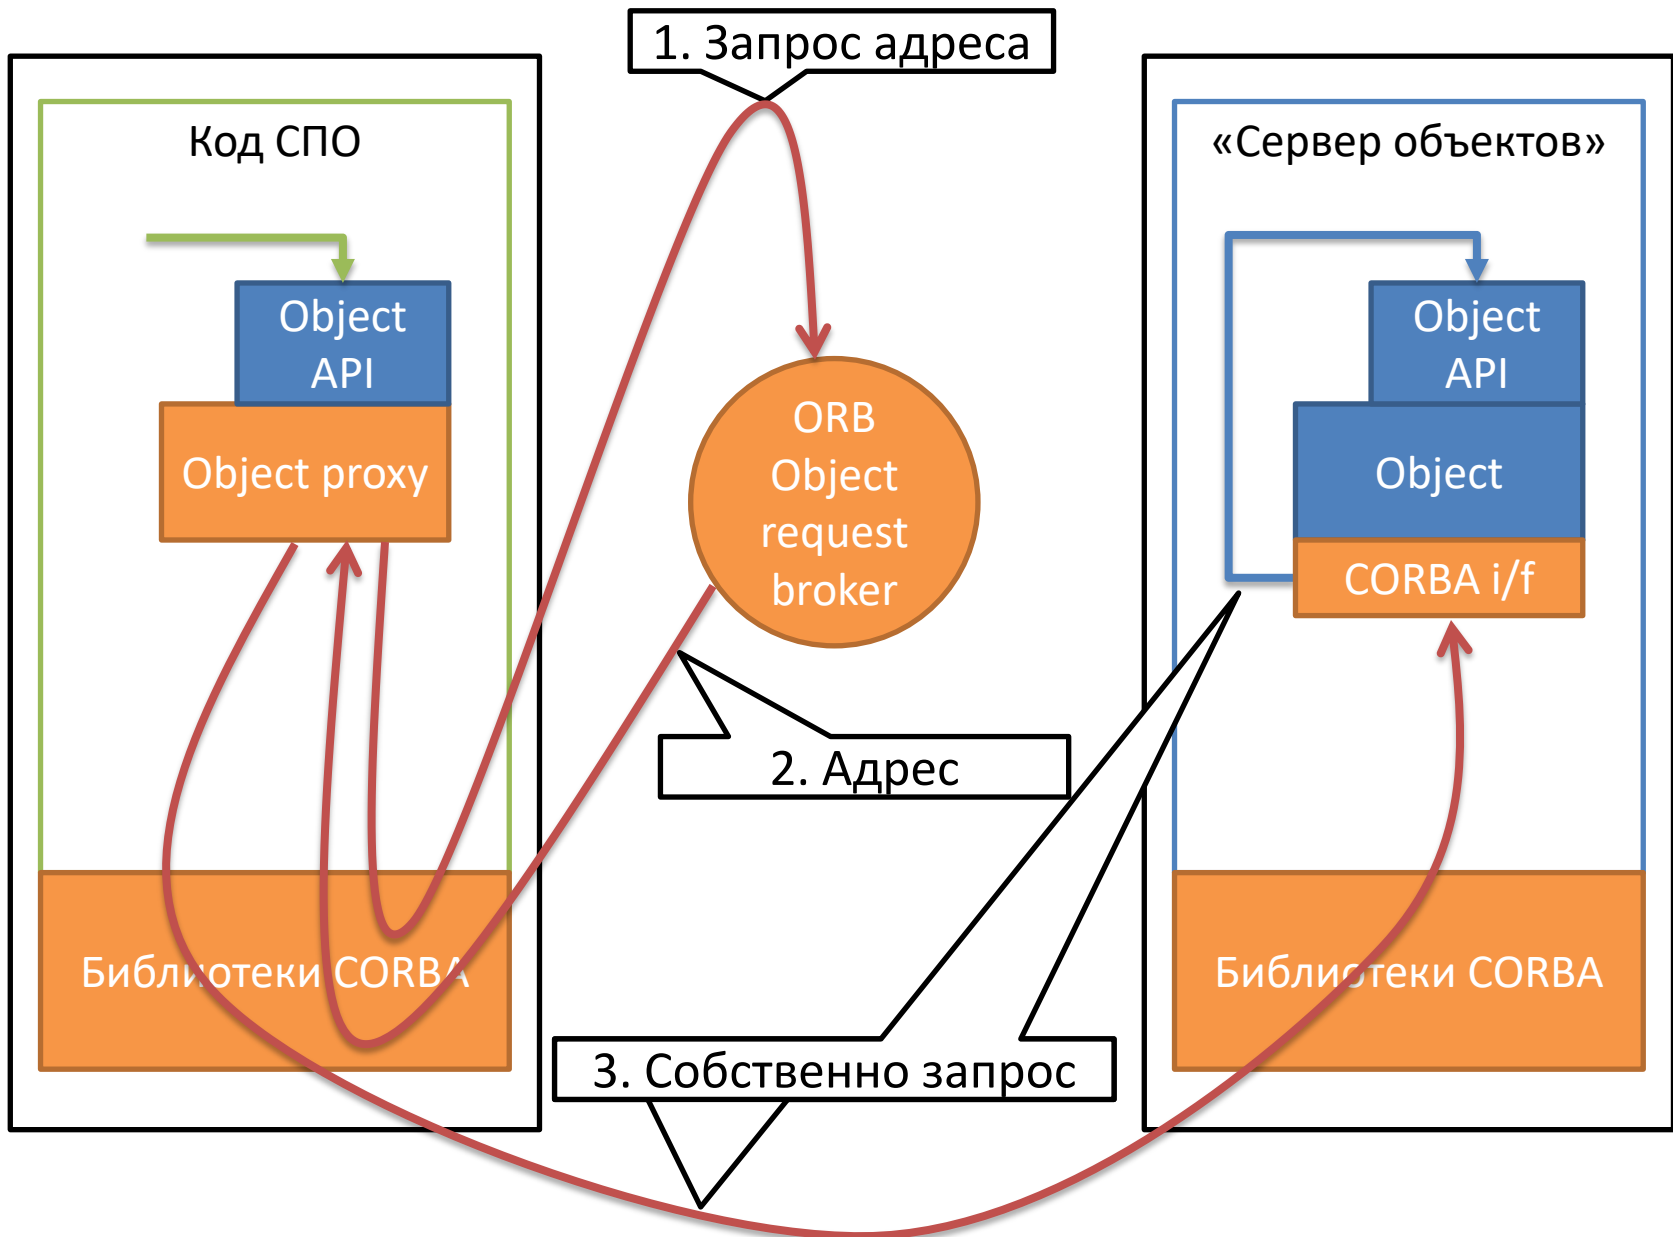 1. Запрос адреса
Код СПО
«Сервер объектов»
Object
API
Object proxy
ORB
Object
request
broker
Object
API
Object
CORBA i/f
2. Адрес
Библиотеки CORBA
Библиотеки CORBA
3. Собственно запрос